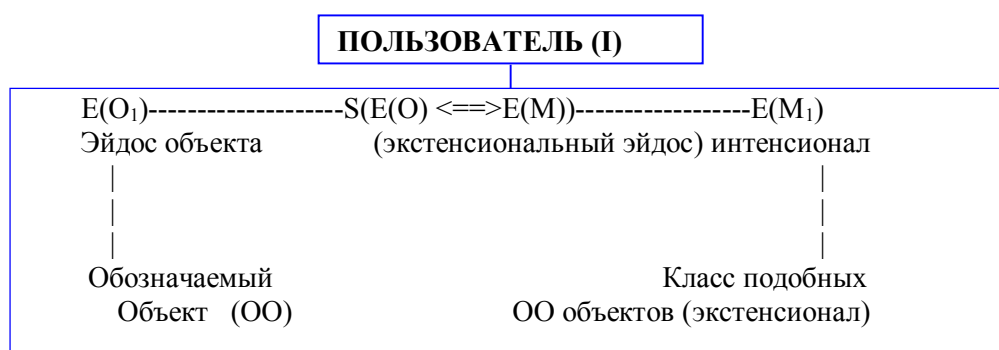 ПОЛЬЗОВАТЕЛЬ (I)
E(O₁)--------------------S(E(O) <==>E(M))------------------E(M₁)
Эйдос объекта (экстенсиональный эйдос) интенсионал
| |
| |
| |
Обозначаемый Класс подобных
Объект (ОО) ОО объектов (экстенсионал)